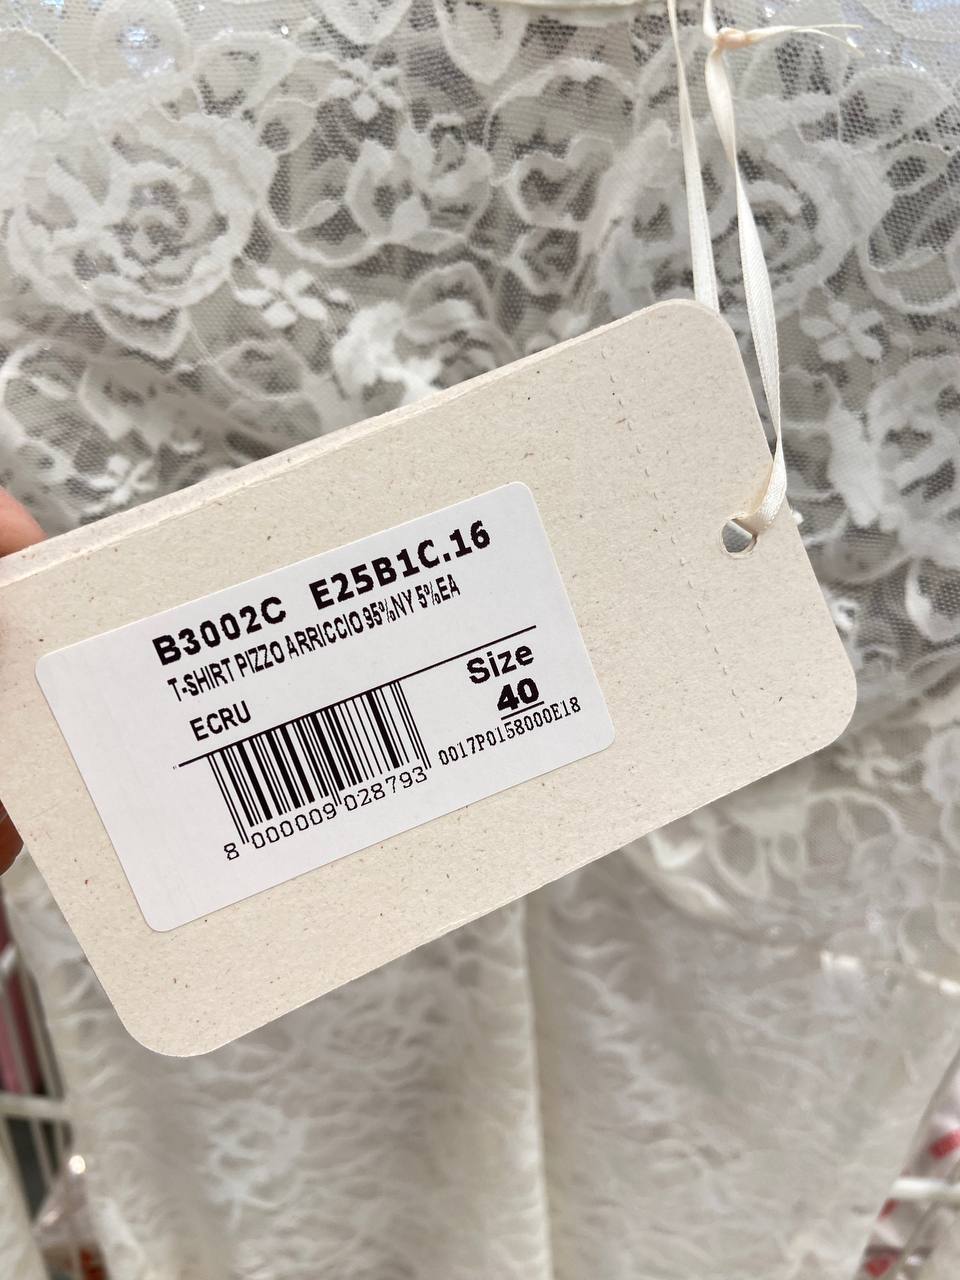 B3002C E25B1C.16
T-SHIRT PIZZO ARRICCIO 95%NY 5%EA
ECRU
Size
40
0017P0158000E18
8 000009 028793